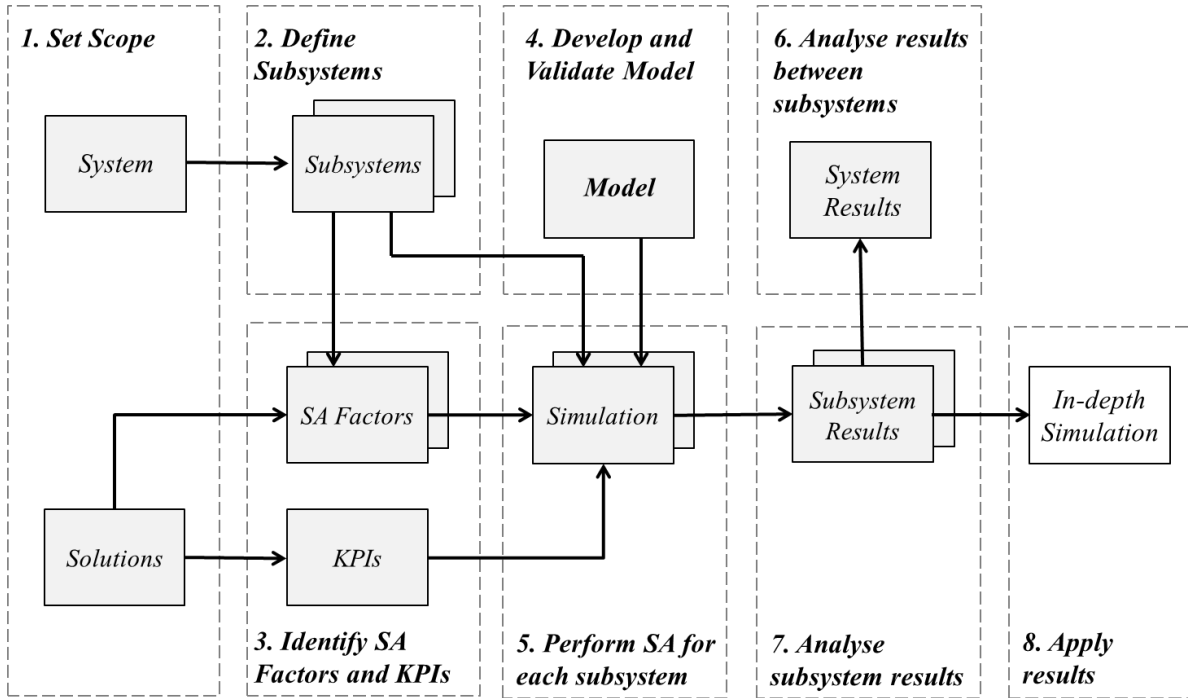 1. Set Scope
System
Solutions
2. Define
Subsystems
Subsystems
SA Factors
KPIs
3. Identify SA
Factors and KPIs
4. Develop and
Validate Model
Model
Simulation
5. Perform SA for
each subsystem
6. Analyse results
between
subsystems
System
Results
Subsystem
Results
7. Analyse
subsystem results
In-depth
Simulation
8. Apply
results